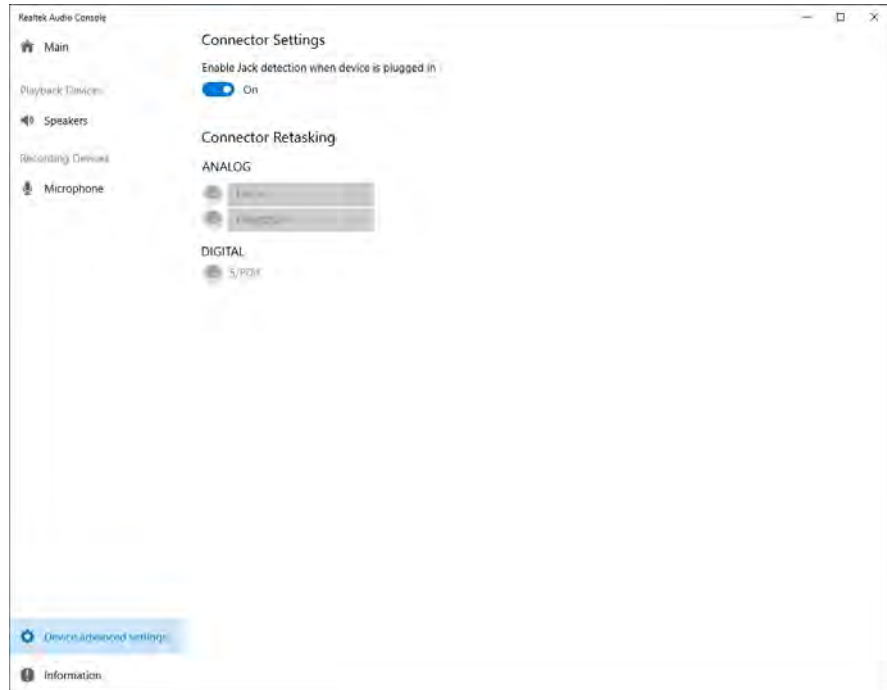 Realtek Audio Console
Main
Playback Devices
Speakers
Recording Devices
Microphone
Device advanced settings
Information
Connector Settings
Enable Jack detection when device is plugged in
On
Connector Retasking
ANALOG
DIGITAL
S/PDIF